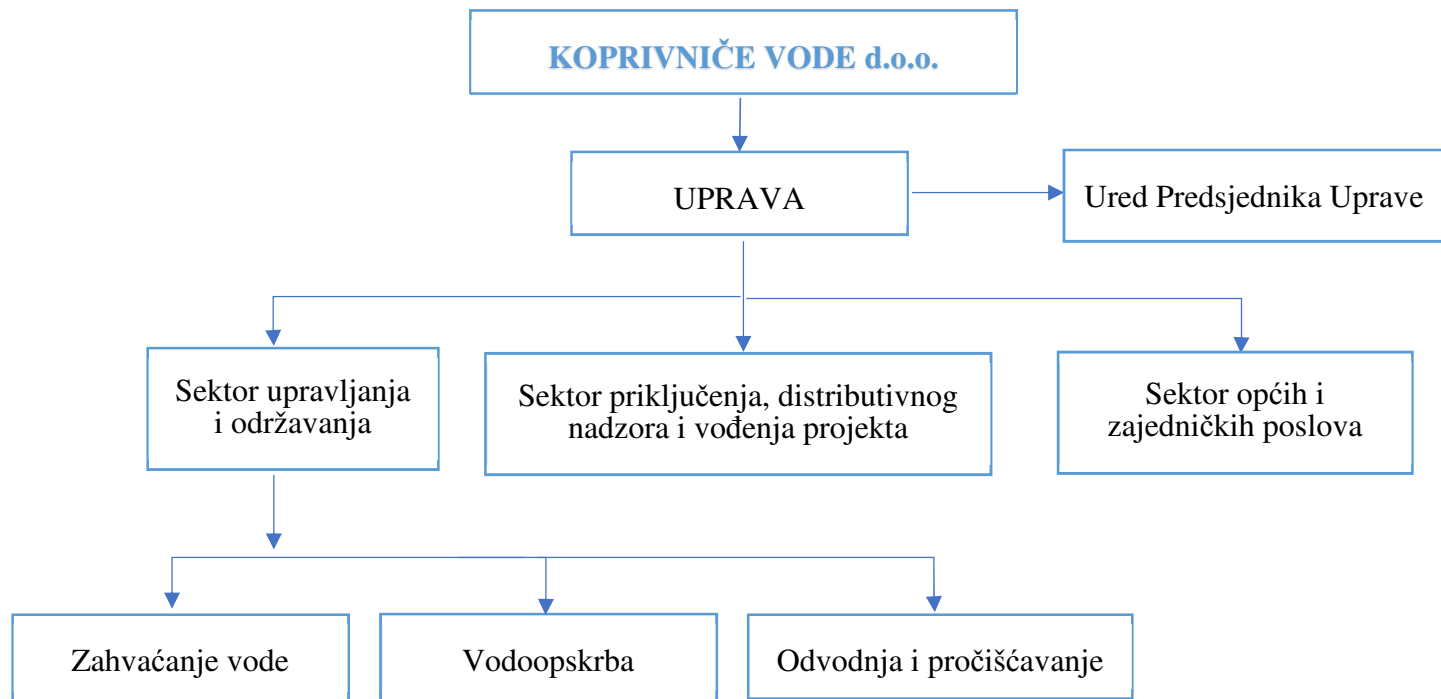 KOPRIVNIČE VODE d.o.o.
UPRAVA
Ured Predsjednika Uprave
Sektor upravljanja
i održavanja
Sektor priključenja, distributivnog
nadzora i vođenja projekta
Sektor općih i
zajedničkih poslova
Zahvaćanje vode
Vodoopskrba
Odvodnja i pročišćavanje